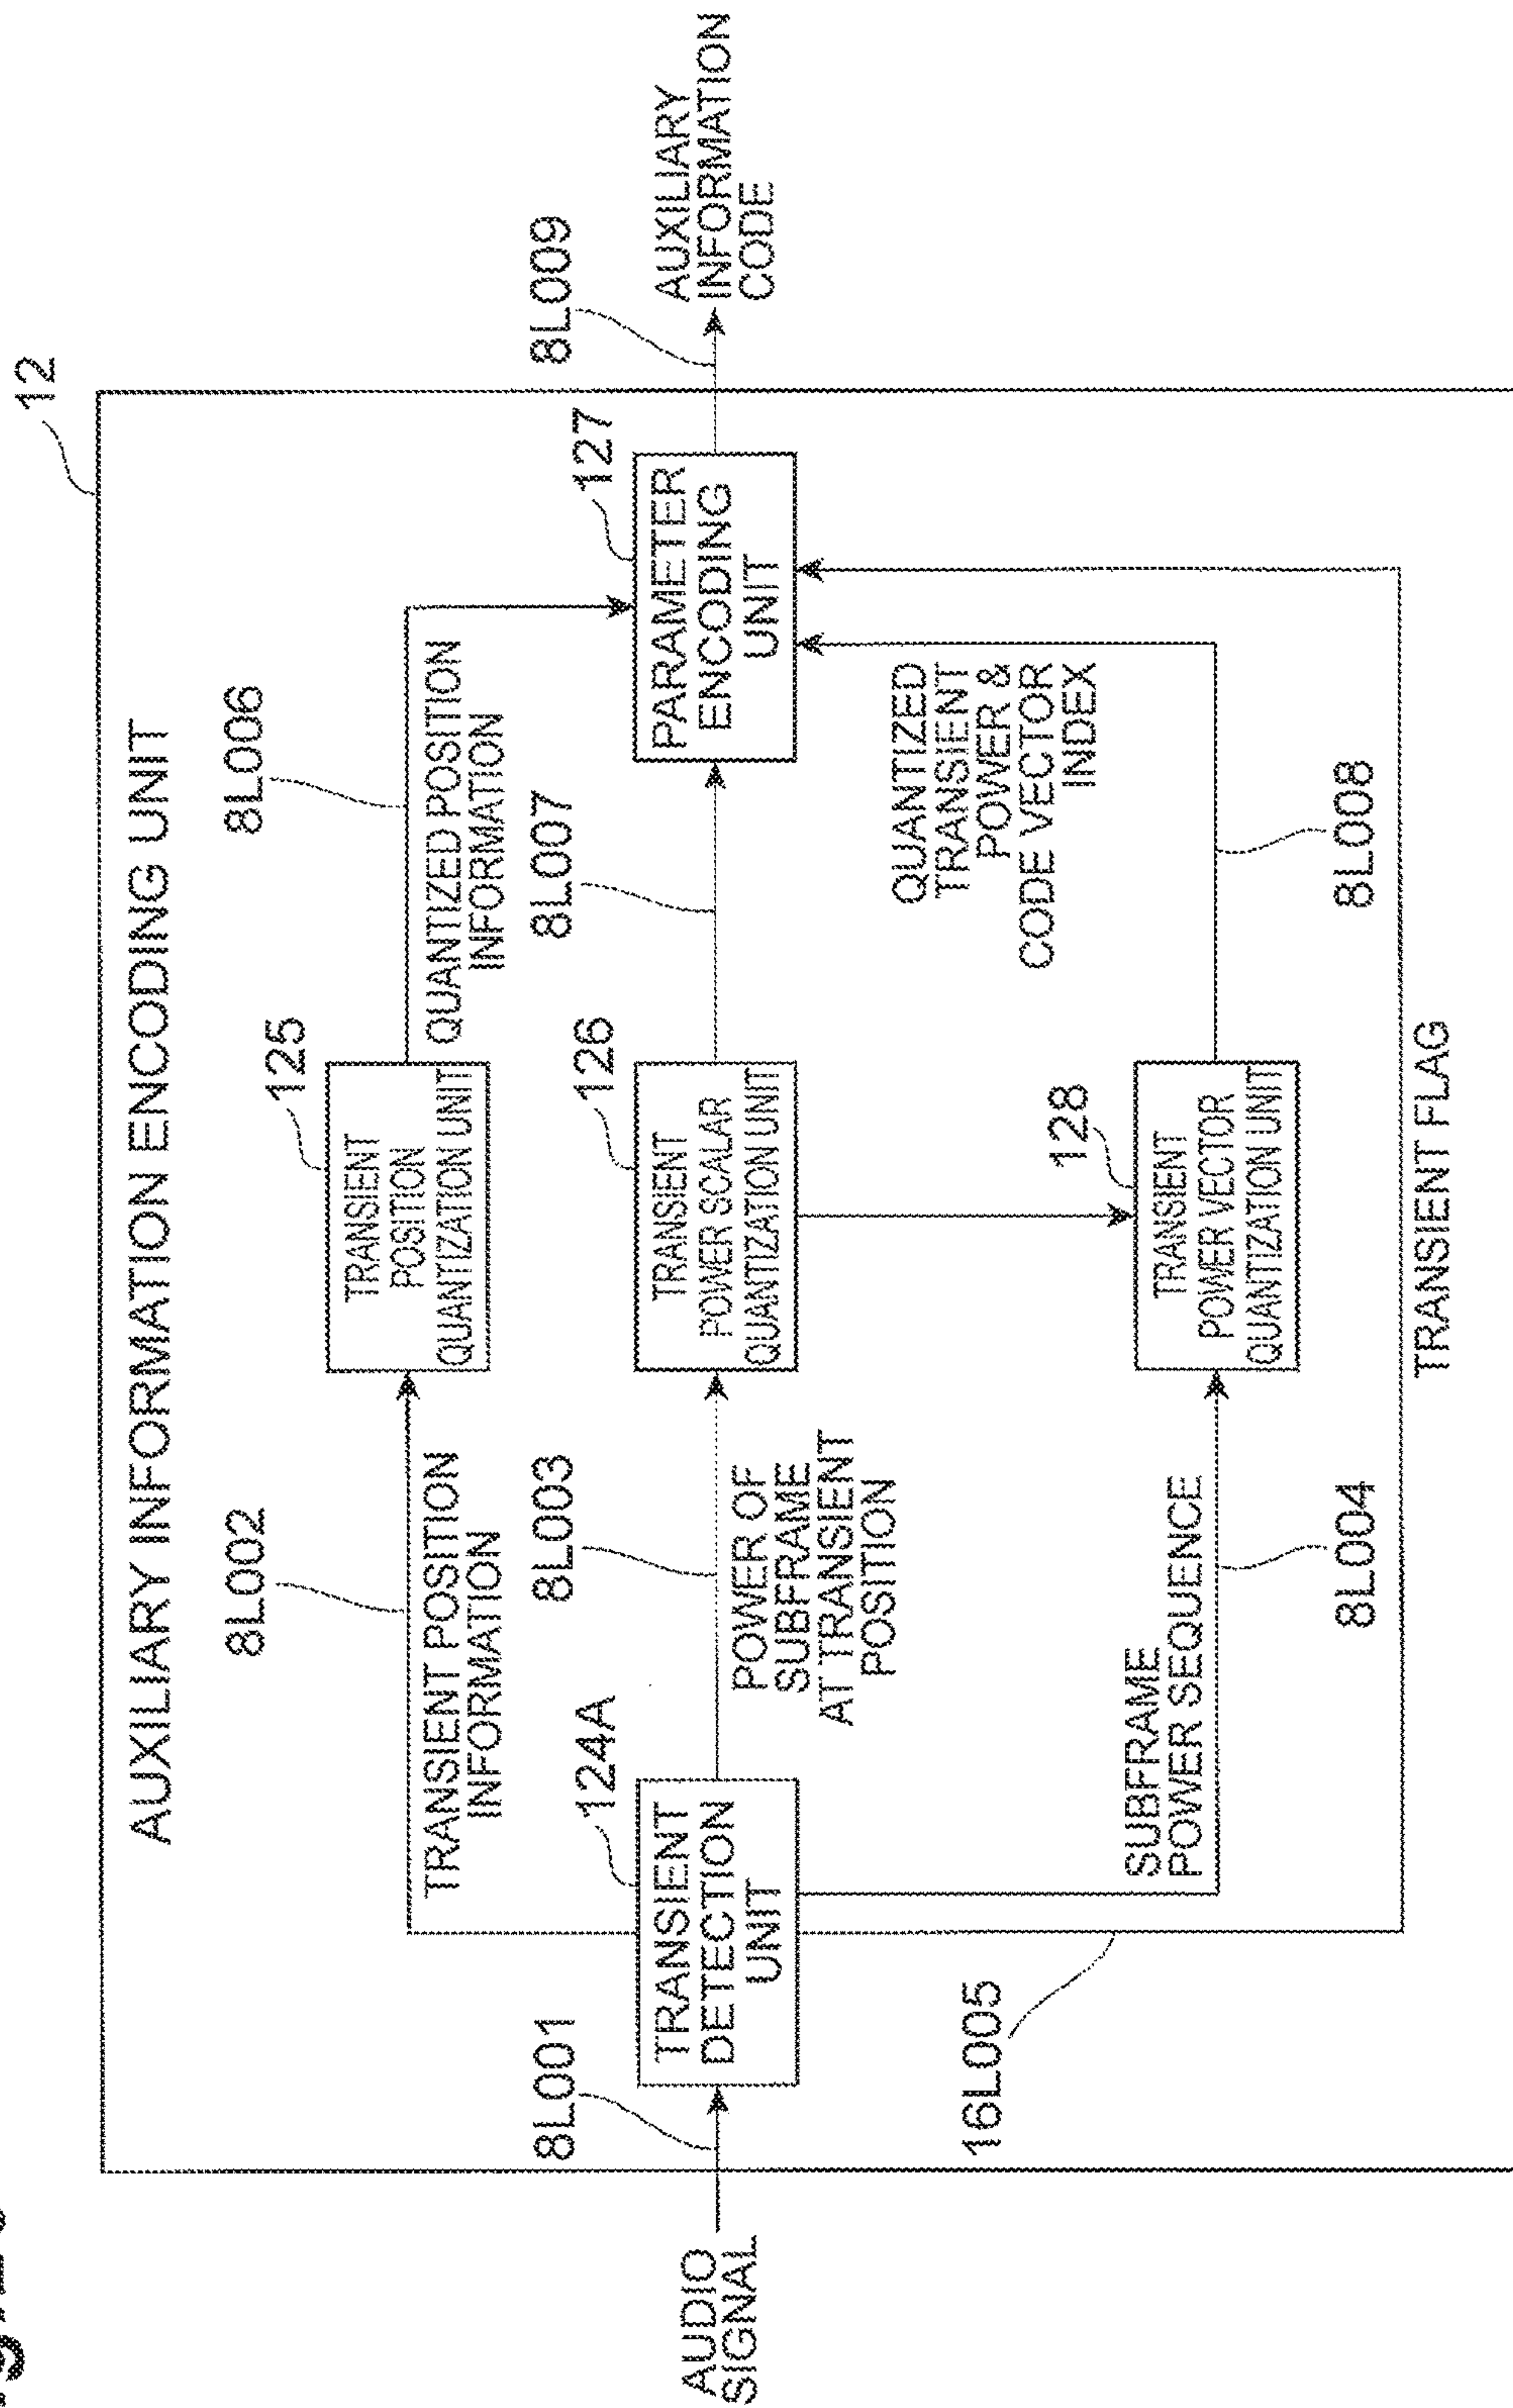 12
AUXILIARY INFORMATION ENCODING UNIT
8L002
TRANSIENT POSITION
INFORMATION
125
TRANSIENT
POSITION
QUANTIZATION UNIT
8L006
QUANTIZED POSITION
INFORMATION
AUDIO
SIGNAL
8L001
124A
TRANSIENT
DETECTION
UNIT
8L003
POWER OF
SUBFRAME
AT TRANSIENT
POSITION
126
TRANSIENT
POWER SCALAR
QUANTIZATION UNIT
8L007
127
PARAMETER
ENCODING
UNIT
8L009
AUXILIARY
INFORMATION
CODE
16L005
SUBFRAME
POWER SEQUENCE
8L004
128
TRANSIENT
POWER VECTOR
QUANTIZATION UNIT
QUANTIZED
TRANSIENT
POWER &
CODE VECTOR
INDEX
8L008
TRANSIENT FLAG